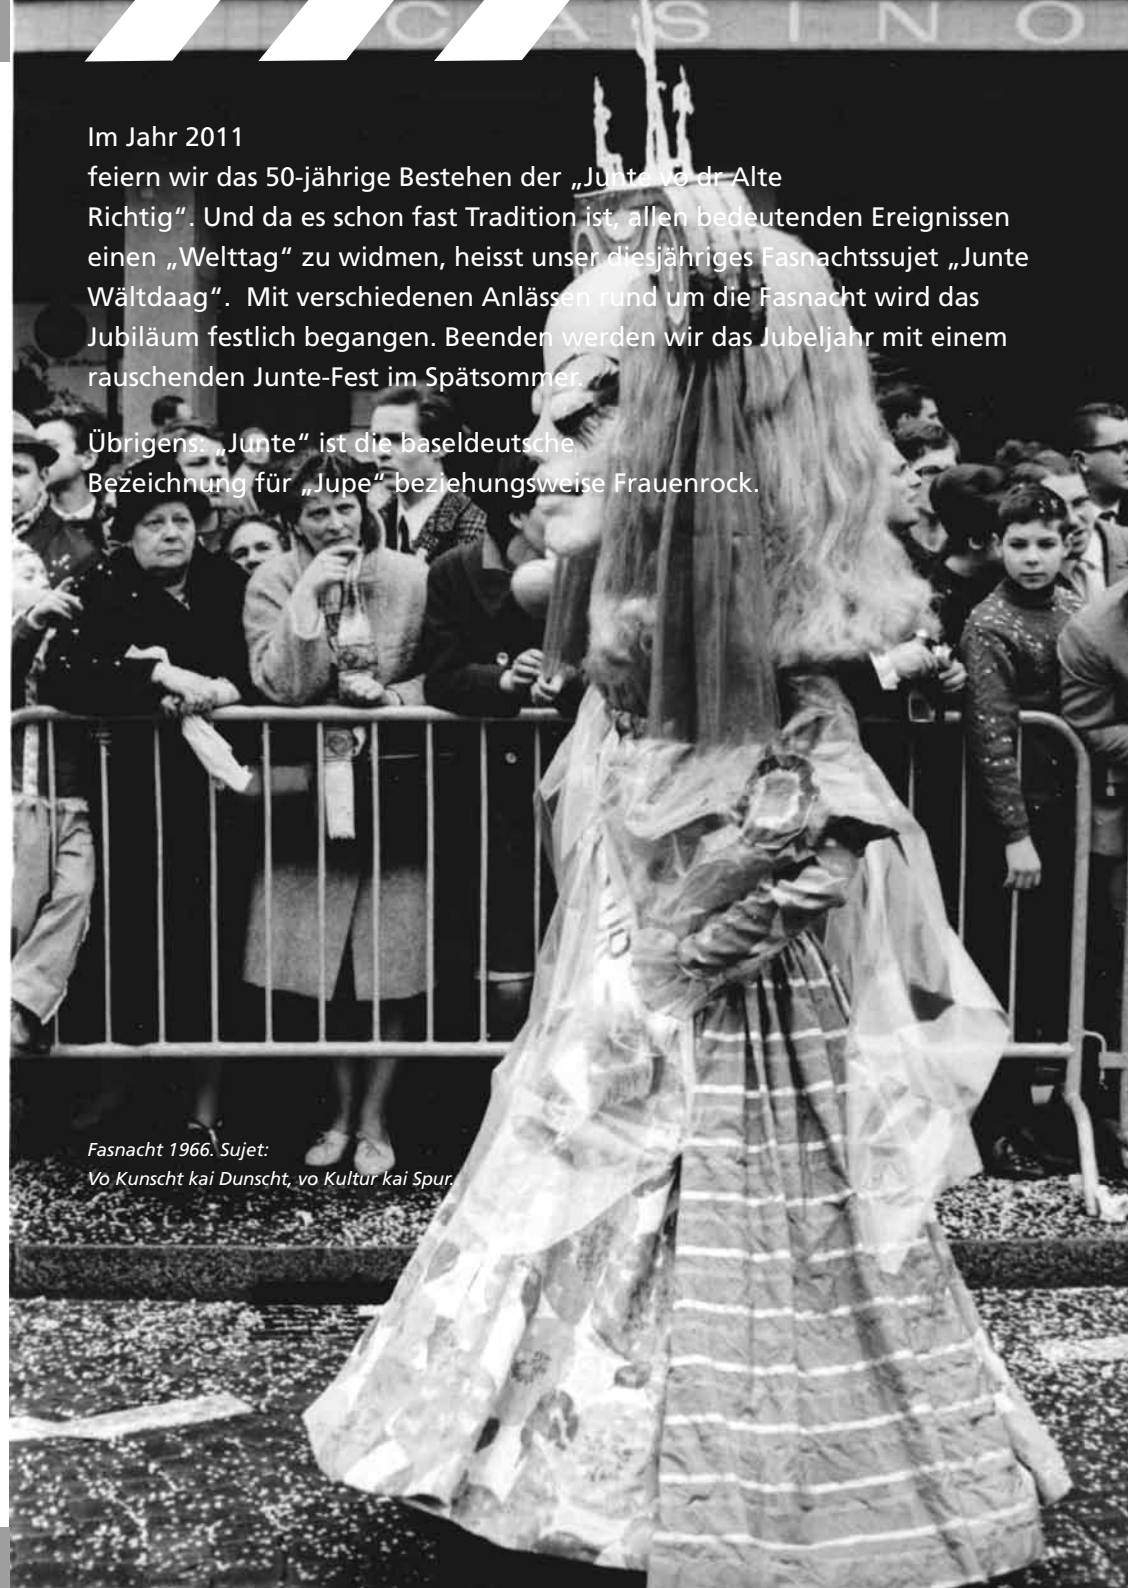 CASINO
Im Jahr 2011
feiern wir das 50-jährige Bestehen der „Junte vo dr Alte
Richtig“. Und da es schon fast Tradition ist, allen bedeutenden Ereignissen
einen „Welttag“ zu widmen, heisst unser diesjähriges Fasnachtssujet „Junte
Wältdaag“. Mit verschiedenen Anlässen rund um die Fasnacht wird das
Jubiläum festlich begangen. Beenden werden wir das Jubeljahr mit einem
rauschenden Junte-Fest im Spätsommer.
Übrigens: „Junte“ ist die baseldeutsche
Bezeichnung für „Jupe“ beziehungsweise Frauenrock.
Fasnacht 1966. Sujet:
Vo Kunscht kai Dunscht, vo Kultur kai Spur.